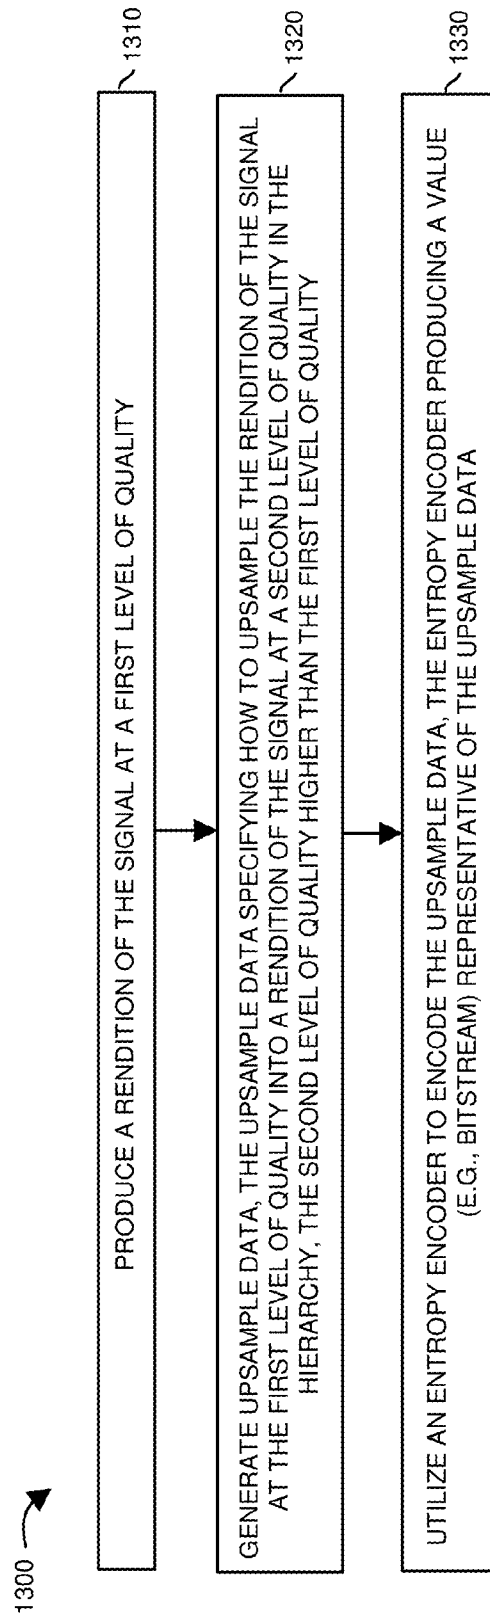 1300
PRODUCE A RENDITION OF THE SIGNAL AT A FIRST LEVEL OF QUALITY
1310
GENERATE UPSAMPLE DATA, THE UPSAMPLE DATA SPECIFYING HOW TO UPSAMPLE THE RENDITION OF THE SIGNAL
AT THE FIRST LEVEL OF QUALITY INTO A RENDITION OF THE SIGNAL AT A SECOND LEVEL OF QUALITY IN THE
HIERARCHY, THE SECOND LEVEL OF QUALITY HIGHER THAN THE FIRST LEVEL OF QUALITY
1320
UTILIZE AN ENTROPY ENCODER TO ENCODE THE UPSAMPLE DATA, THE ENTROPY ENCODER PRODUCING A VALUE
(E.G., BITSTREAM) REPRESENTATIVE OF THE UPSAMPLE DATA
1330